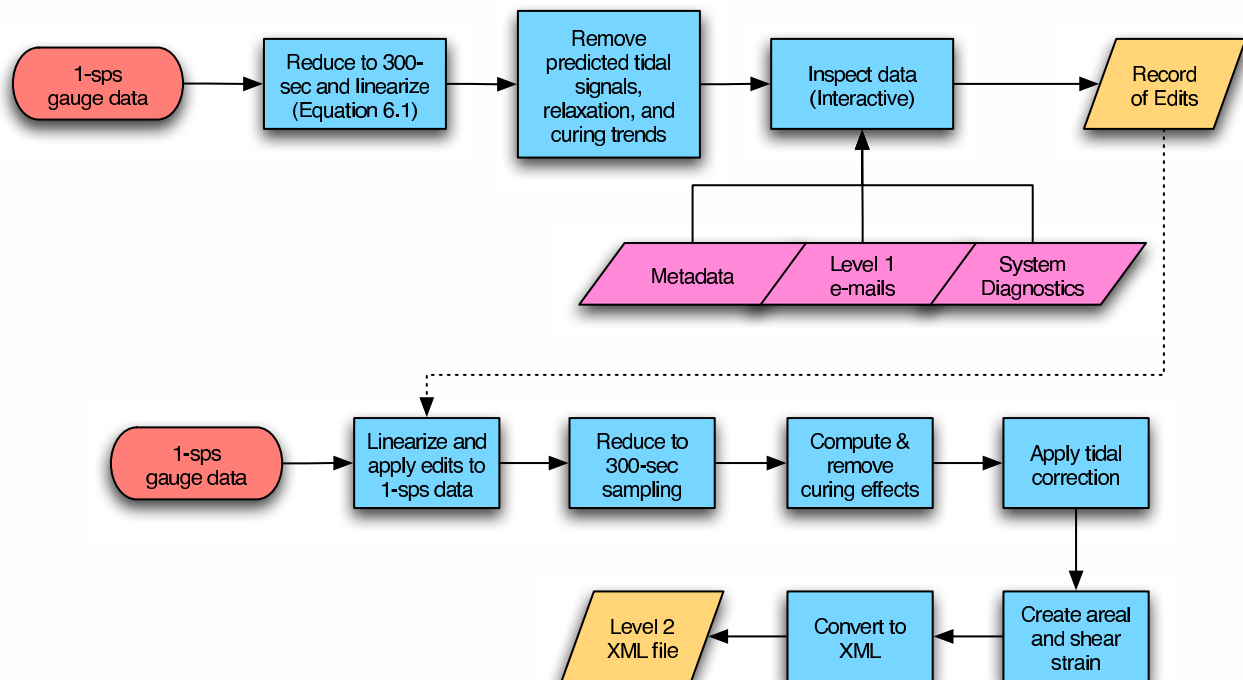 1-sps
gauge data
Reduce to 300-
sec and linearize
(Equation 6.1)
Remove
predicted tidal
signals,
relaxation, and
curing trends
Inspect data
(Interactive)
Record
of Edits
Metadata
Level 1
e-mails
System
Diagnostics
1-sps
gauge data
Linearize and
apply edits to
1-sps data
Reduce to
300-sec
sampling
Compute &
remove
curing effects
Apply tidal
correction
Create areal
and shear
strain
Convert to
XML
Level 2
XML file